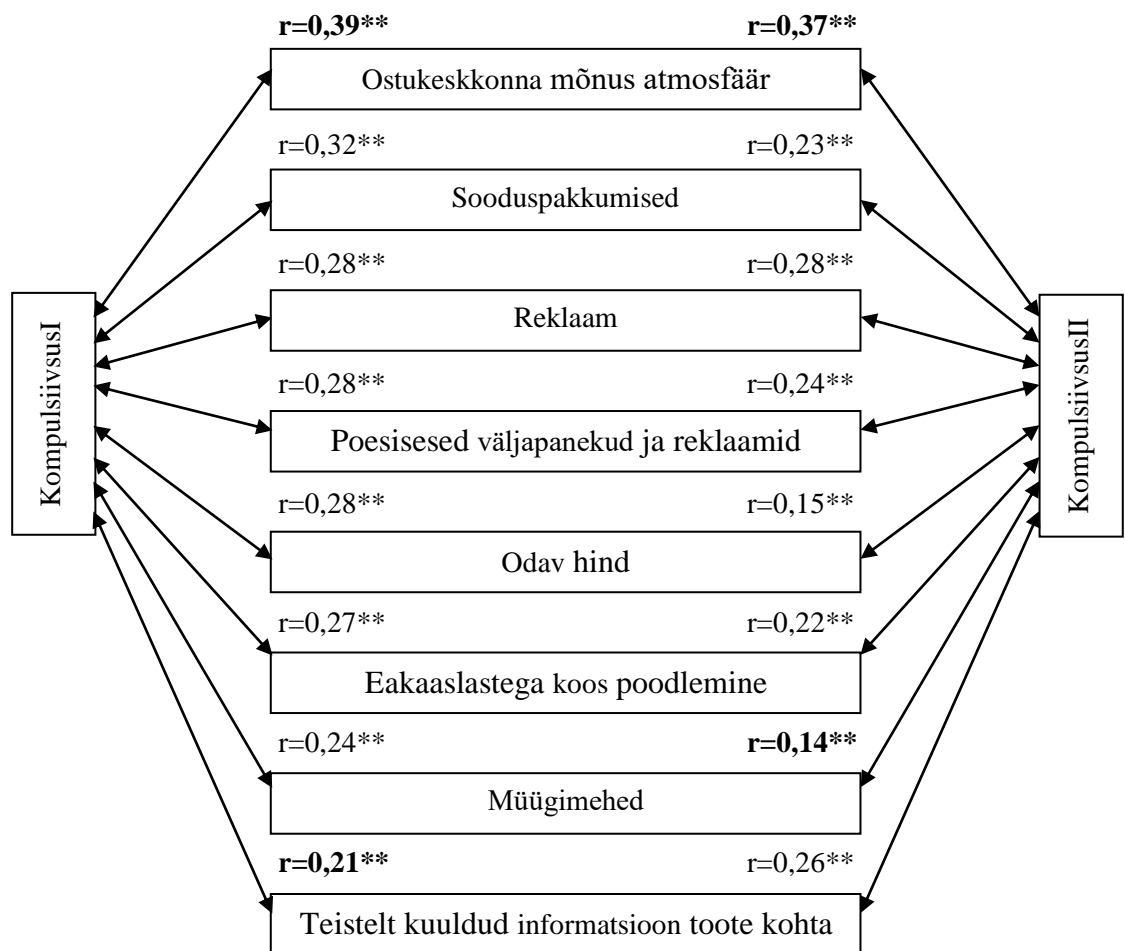 r=0,39** r=0,37**
Ostukeskkonna mõnus atmosfäär
r=0,32** r=0,23**
Sooduspakkumised
r=0,28** r=0,28**
Reklaam
KompulsiivsusI
KompulsiivsusII
r=0,28** r=0,24**
Poesisesed väljapanekud ja reklaamid
r=0,28** r=0,15**
Odav hind
r=0,27** r=0,22**
Eakaaslastega koos poodlemine
r=0,24** r=0,14**
Müügimehed
r=0,21** r=0,26**
Teistelt kuuldud informatsioon toote kohta